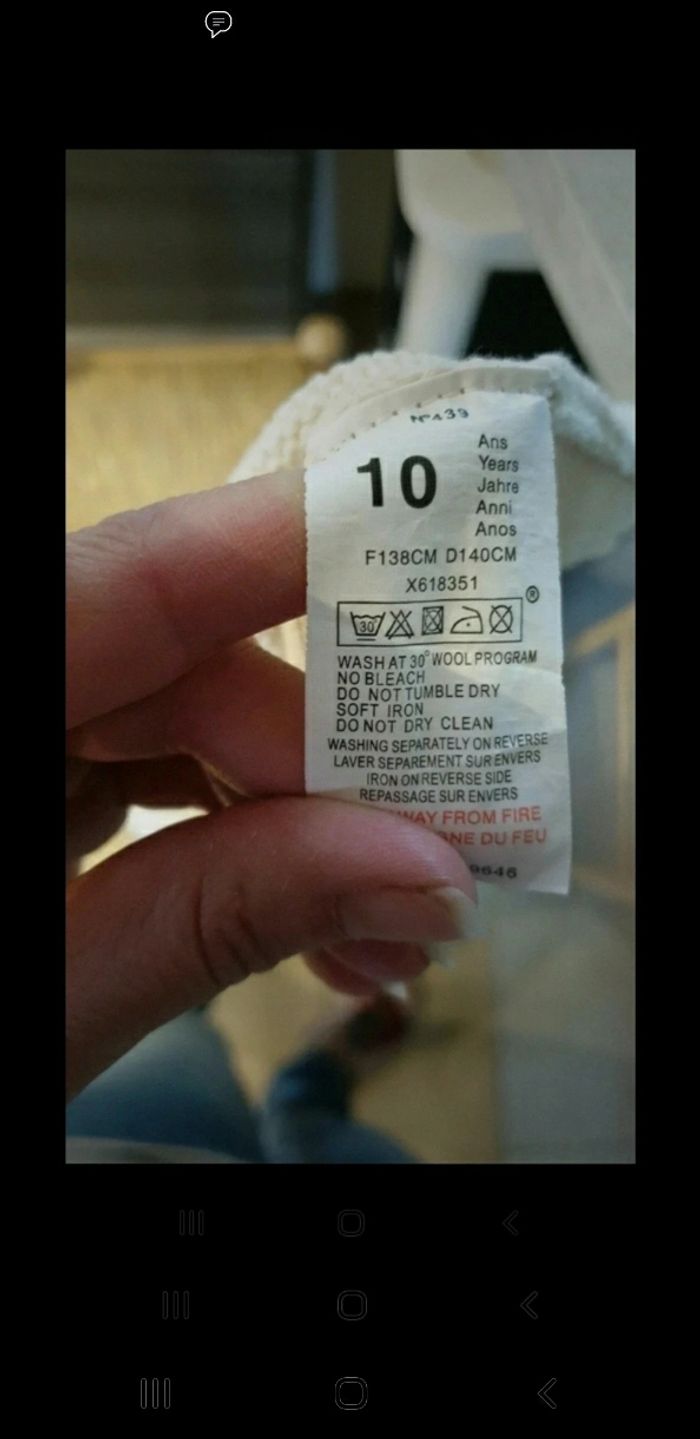 N°439
10
Ans
Years
Jahre
Anni
Anos
F138CM D140CM
X618351
®
30
WASH AT 30° WOOL PROGRAM
NO BLEACH
DO NOT TUMBLE DRY
SOFT IRON
DO NOT DRY CLEAN
WASHING SEPARATELY ON REVERSE
LAVER SEPAREMENT SUR ENVERS
IRON ON REVERSE SIDE
REPASSAGE SUR ENVERS
FROM FIRE
DU FEU